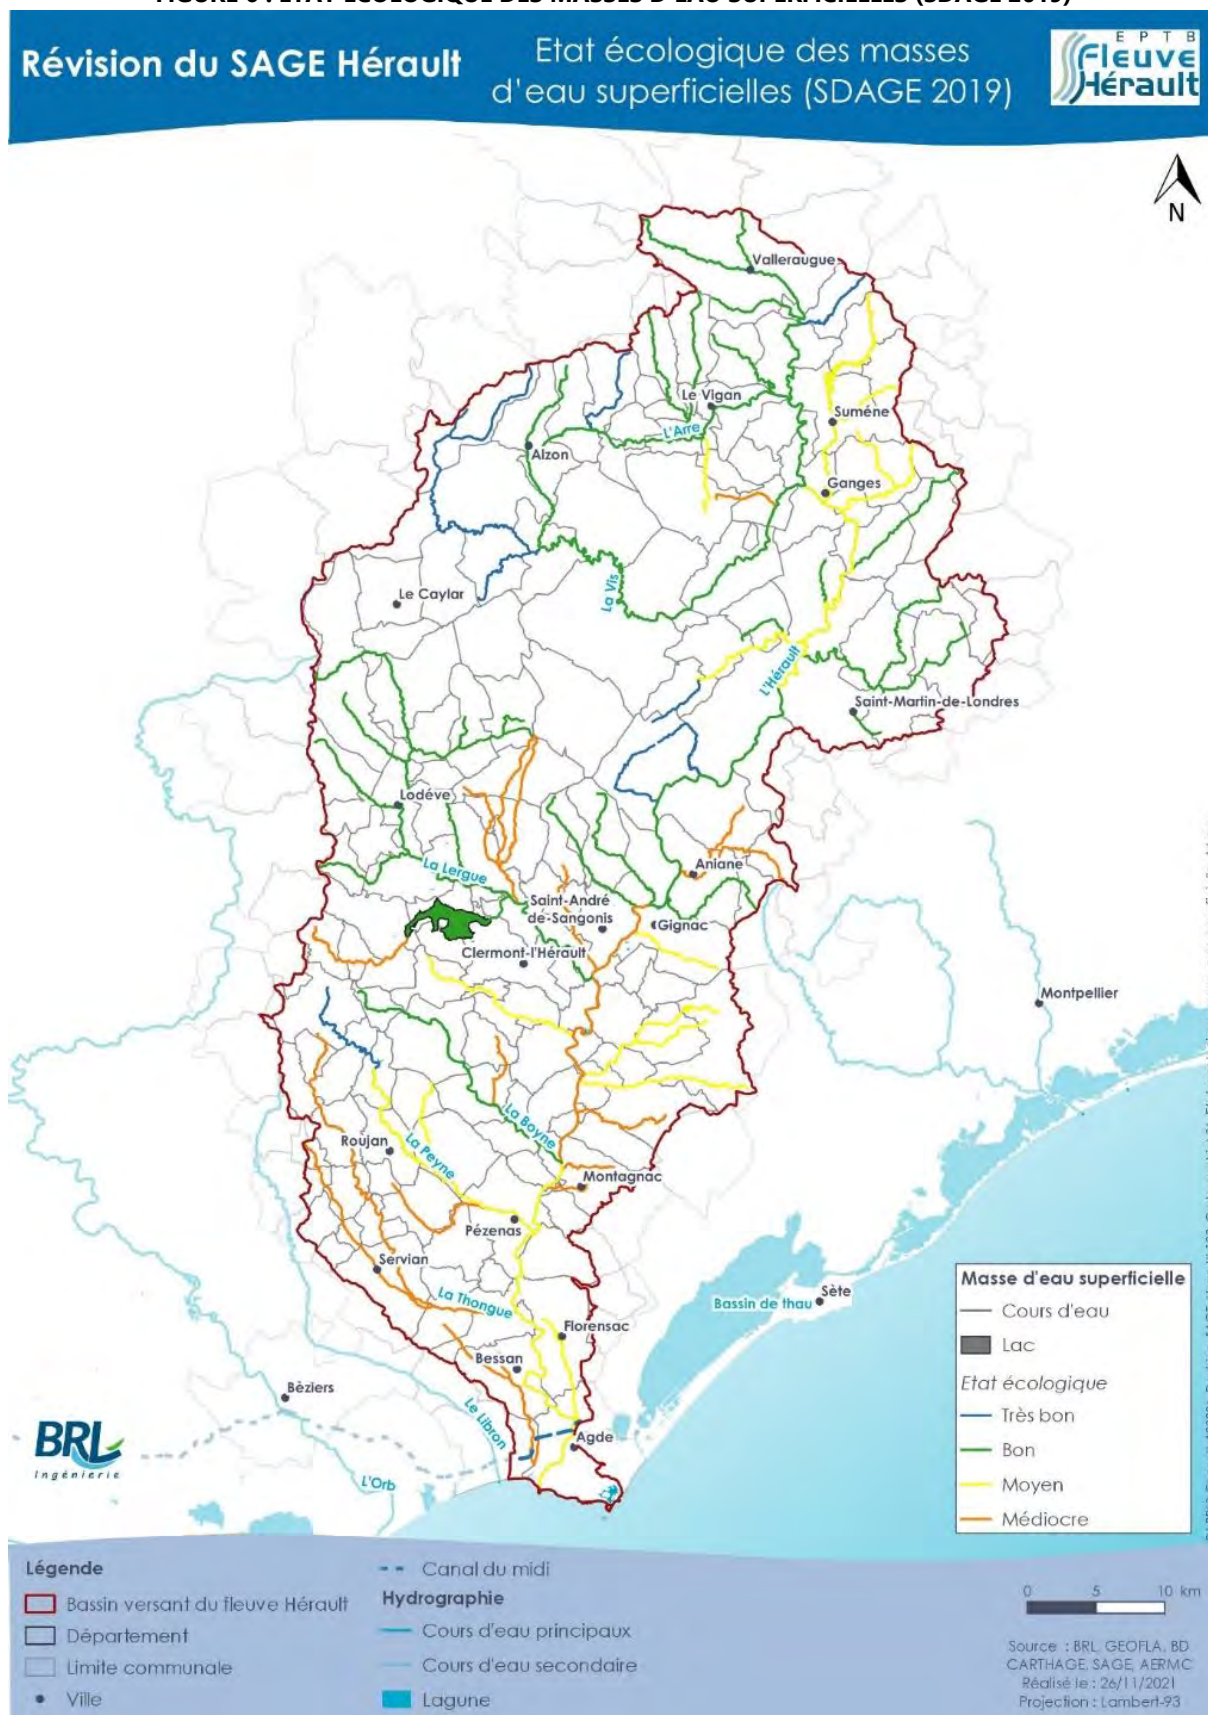 Révision du SAGE Hérault
Etat écologique des masses
d'eau superficielles (SDAGE 2019)
EPTB
Fleuve
Hérault
N
Valleraugue
Le Vigan
Suméne
L'Arre
Alzon
Ganges
La Vis
Le Caylar
L'Hérault
Saint-Martin-de-Londres
Lodéve
La Lergue
Aniane
Saint-André
de-Sangonis
Gignac
Clermont-l'Hérault
Montpellier
La Boyne
Roujan
La Peyne
Montagnac
Pézenas
Servian
La Thongue
Florensac
Bessan
Bassin de thau
Sète
Bèziers
Le Libron
Agde
L'Orb
BRL
Ingénierie
Masse d'eau superficielle
Cours d'eau
Lac
Etat écologique
Très bon
Bon
Moyen
Médiocre
Légende
Bassin versant du fleuve Hérault
Département
Limite communale
Ville
Canal du midi
Hydrographie
Cours d'eau principaux
Cours d'eau secondaire
Lagune
0 5 10 km
Source : BRL, GEOFLA, BD
CARTHAGE, SAGE, AERMC
Réalisé le : 26/11/2021
Projection : Lambert-93